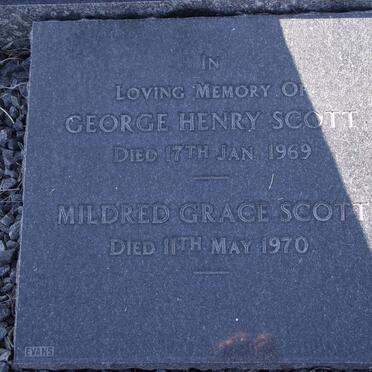 IN
LOVING MEMORY OF
GEORGE HENRY SCOTT
DIED 17TH JAN 1969
MILDRED GRACE SCOTT
DIED 11TH MAY 1970
EVANS